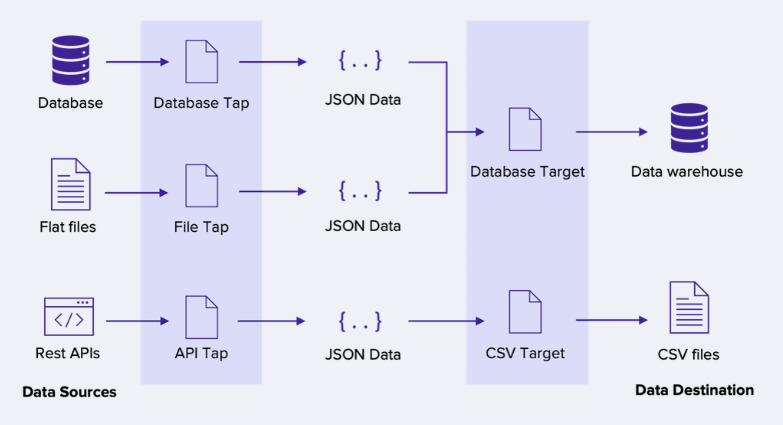 {..}
Database
Database Tap
JSON Data
Database Target
Data warehouse
{..}
Flat files
File Tap
JSON Data
</>
{..}
Rest APIs
API Tap
JSON Data
CSV Target
CSV files
Data Sources
Data Destination